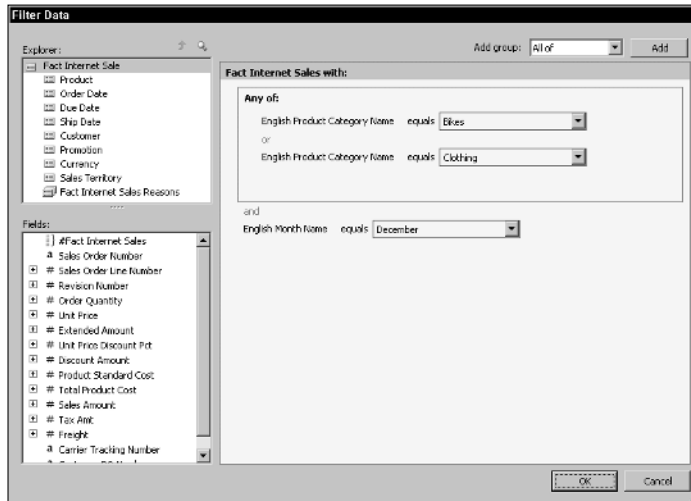 Filter Data
Explorer:
Add group: All of
Add
Fact Internet Sale
Product
Order Date
Due Date
Ship Date
Customer
Promotion
Currency
Sales Territory
Fact Internet Sales Reasons
Fact Internet Sales with:
Any of:
English Product Category Name equals Bikes
or
English Product Category Name equals Clothing
and
English Month Name equals December
Fields:
#Fact Internet Sales
a Sales Order Number
# Sales Order Line Number
# Revision Number
# Order Quantity
# Unit Price
# Extended Amount
# Unit Price Discount Pct
# Discount Amount
# Product Standard Cost
# Total Product Cost
# Sales Amount
# Tax Amt
# Freight
a Carrier Tracking Number
OK
Cancel